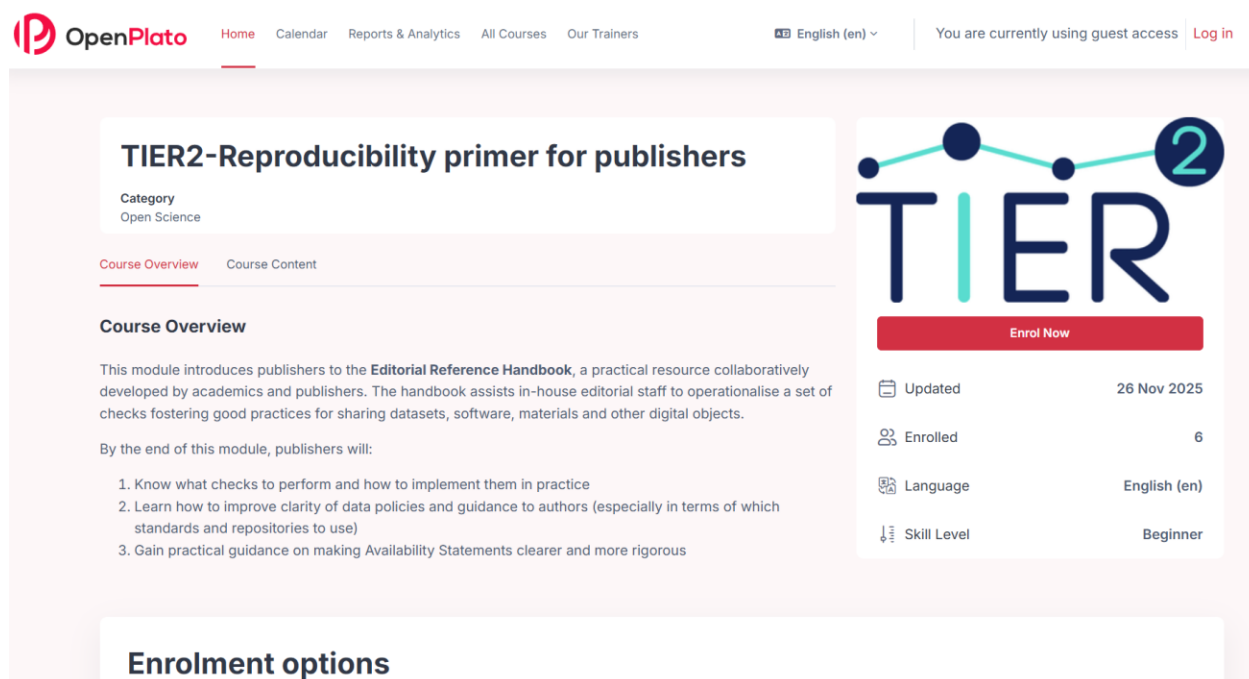 OpenPlato
Home Calendar Reports & Analytics All Courses Our Trainers
English (en)
You are currently using guest access Log in
TIER2-Reproducibility primer for publishers
Category
Open Science
Course Overview Course Content
Course Overview
This module introduces publishers to the Editorial Reference Handbook, a practical resource collaboratively
developed by academics and publishers. The handbook assists in-house editorial staff to operationalise a set of
checks fostering good practices for sharing datasets, software, materials and other digital objects.
By the end of this module, publishers will:
1. Know what checks to perform and how to implement them in practice
2. Learn how to improve clarity of data policies and guidance to authors (especially in terms of which
standards and repositories to use)
3. Gain practical guidance on making Availability Statements clearer and more rigorous
TIER 2
Enrol Now
Updated 26 Nov 2025
Enrolled 6
Language English (en)
Skill Level Beginner
Enrolment options